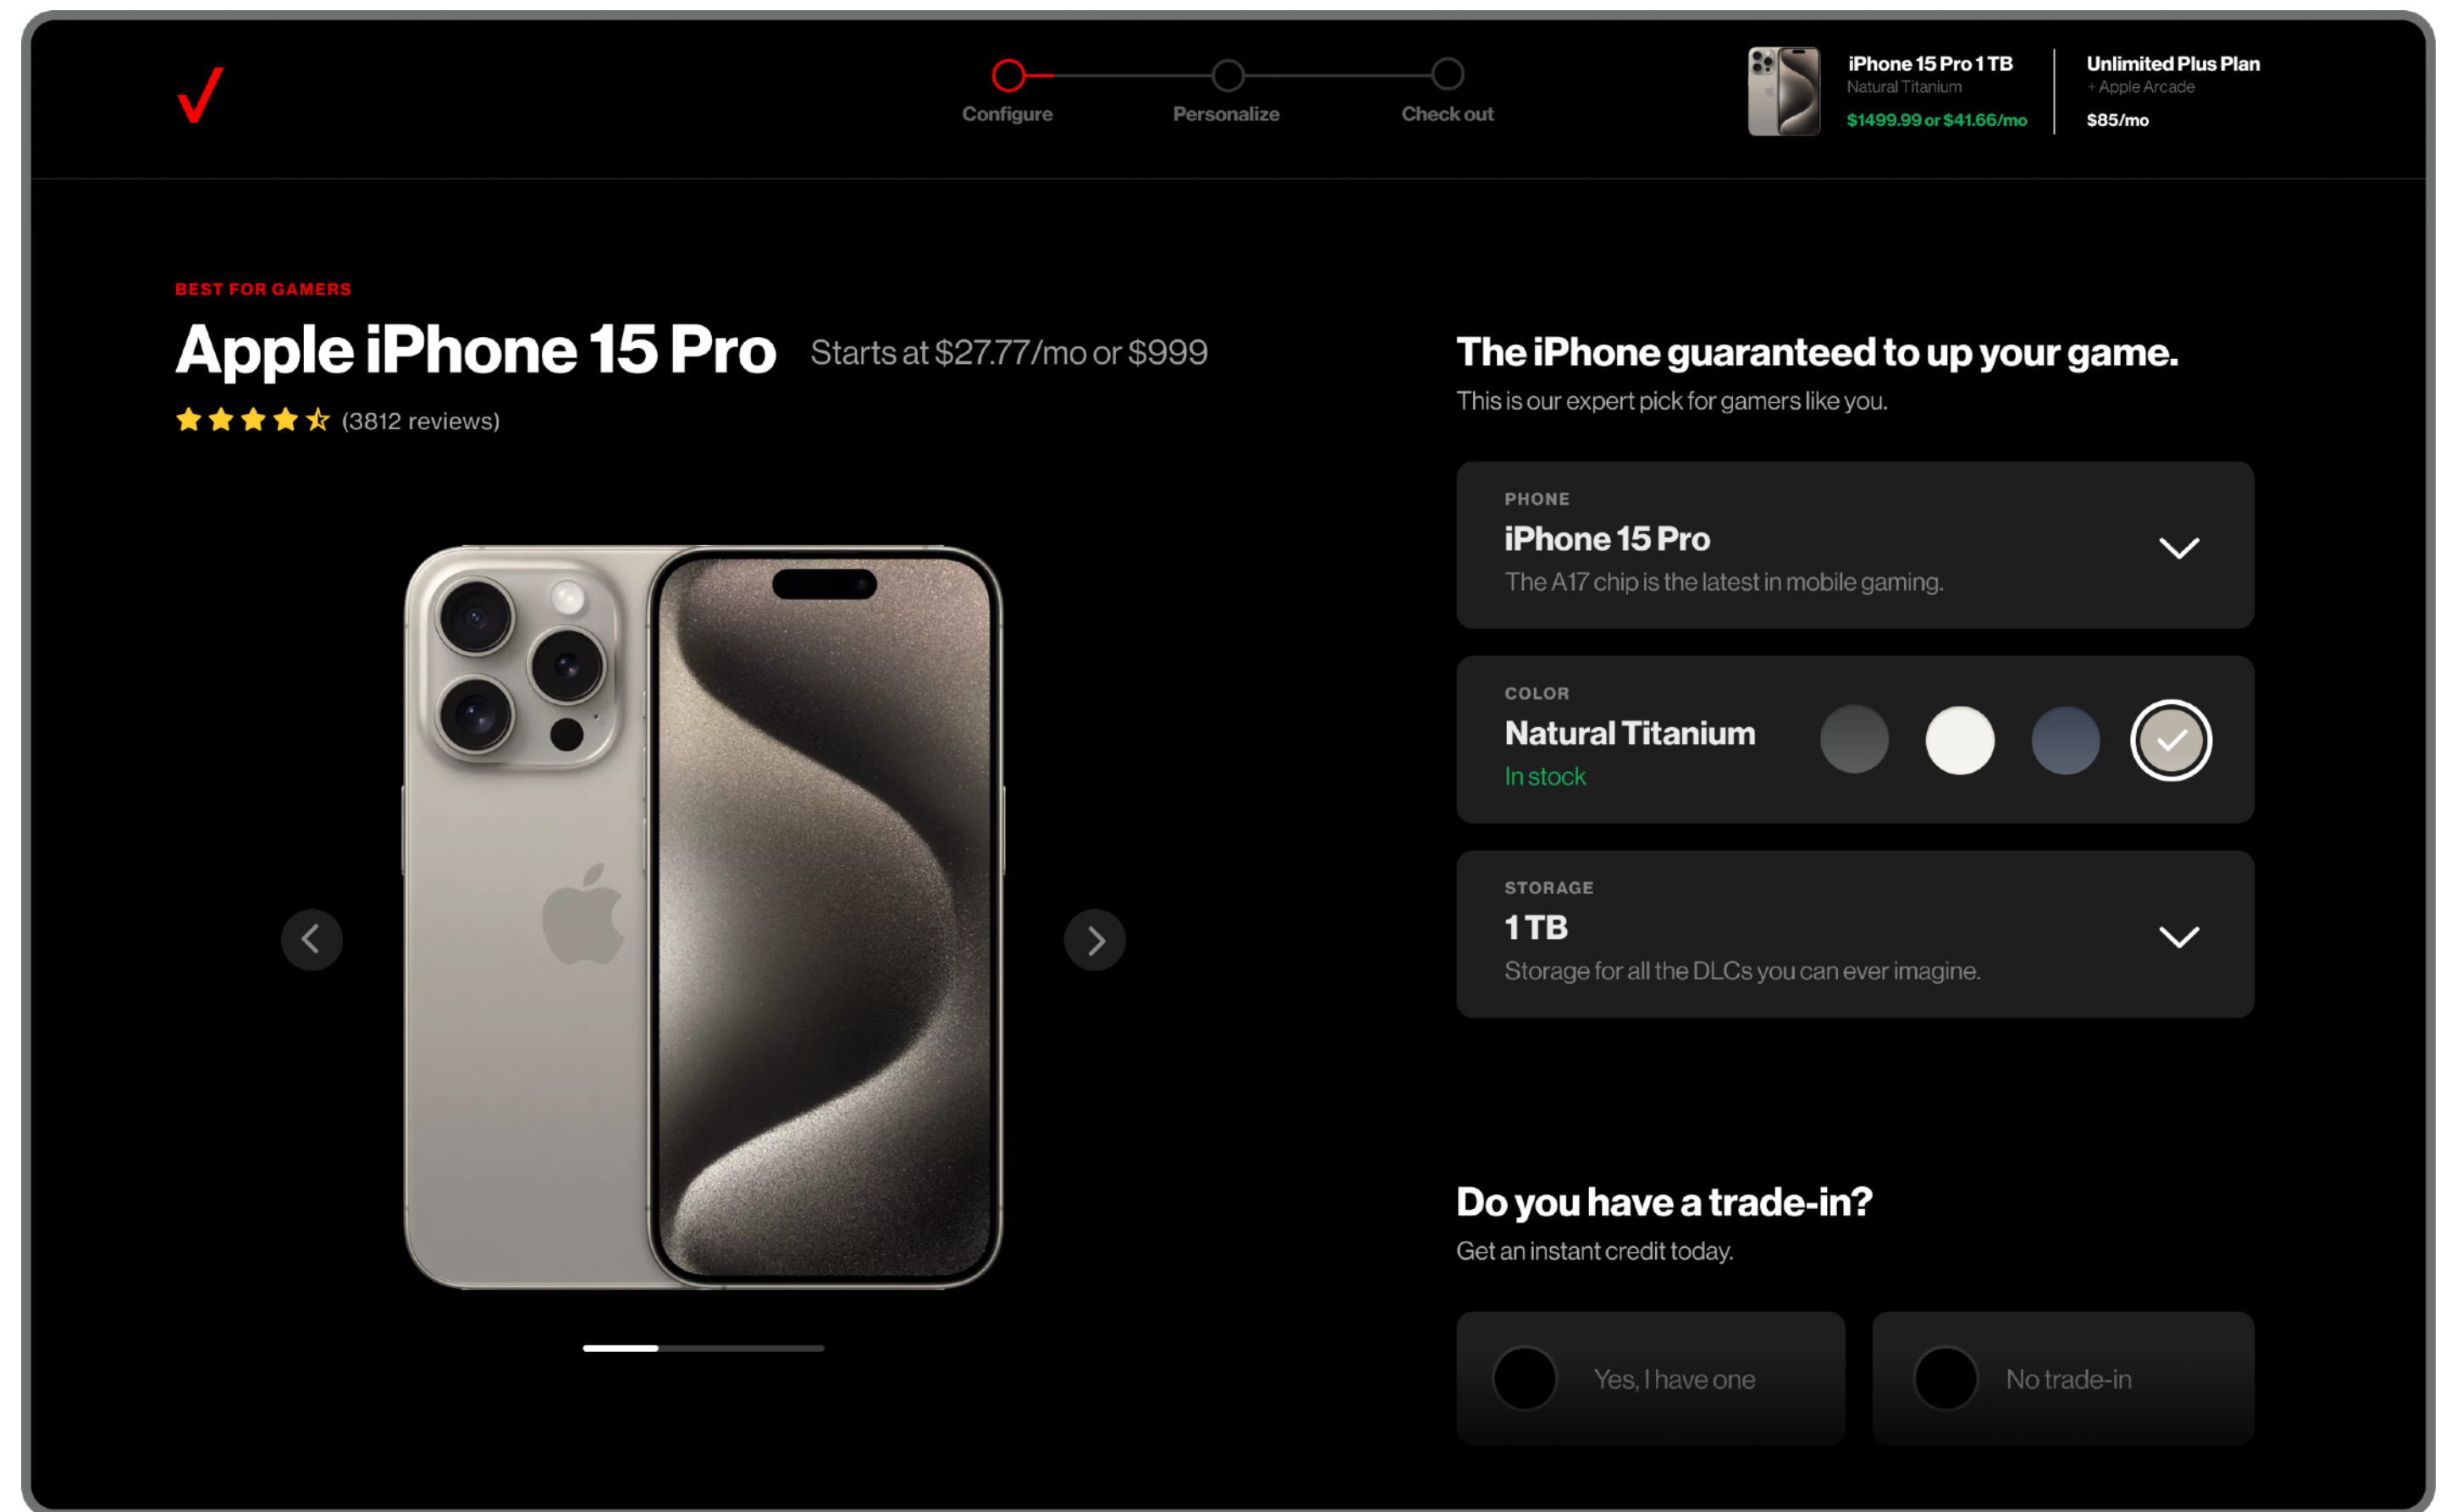 Configure
Personalize
Check out
iPhone 15 Pro 1 TB
Natural Titanium
$1499.99 or $41.66/mo
Unlimited Plus Plan
+ Apple Arcade
$85/mo
BEST FOR GAMERS
Apple iPhone 15 Pro
Starts at $27.77/mo or $999
(3812 reviews)
The iPhone guaranteed to up your game.
This is our expert pick for gamers like you.
PHONE
iPhone 15 Pro
The A17 chip is the latest in mobile gaming.
COLOR
Natural Titanium
In stock
STORAGE
1 TB
Storage for all the DLCs you can ever imagine.
Do you have a trade-in?
Get an instant credit today.
Yes, I have one
No trade-in